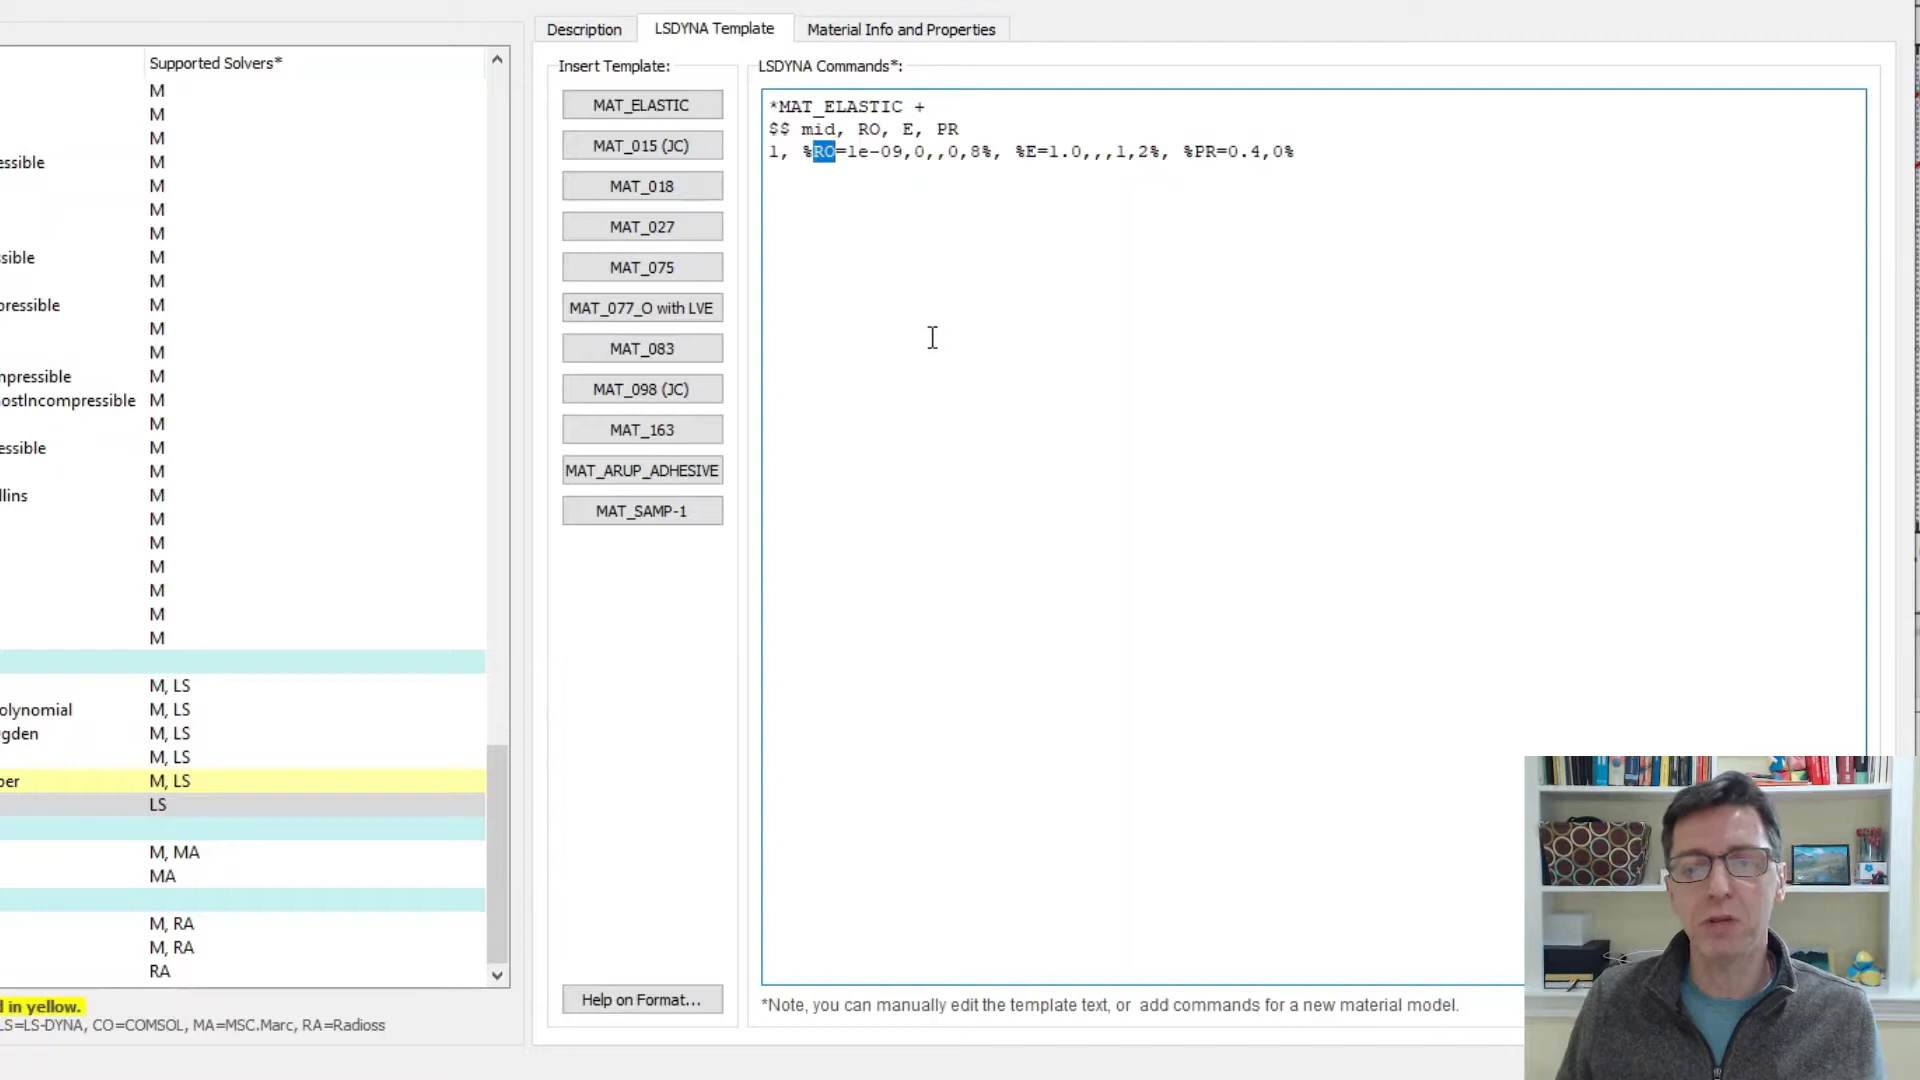 Supported Solvers*
M
M
M
essible M
M
M
M
sible M
M
pressible M
M
M
npressible M
ostIncompressible M
M
essible M
M
llins M
M
M
M
M
M
M
M, LS
olynomial M, LS
gden M, LS
M, LS
per M, LS
LS
M, MA
MA
M, RA
M, RA
RA
d in yellow.
LS=LS-DYNA, CO=COMSOL, MA=MSC.Marc, RA=Radioss
Description
LSDYNA Template
Material Info and Properties
Insert Template:
MAT_ELASTIC
MAT_015 (JC)
MAT_018
MAT_027
MAT_075
MAT_077_O with LVE
MAT_083
MAT_098 (JC)
MAT_163
MAT_ARUP_ADHESIVE
MAT_SAMP-1
Help on Format...
LSDYNA Commands*:
*MAT_ELASTIC +
$$ mid, RO, E, PR
1, %RO=1e-09,0,,0,8%, %E=1.0,,,1,2%, %PR=0.4,0%
*Note, you can manually edit the template text, or add commands for a new material model.